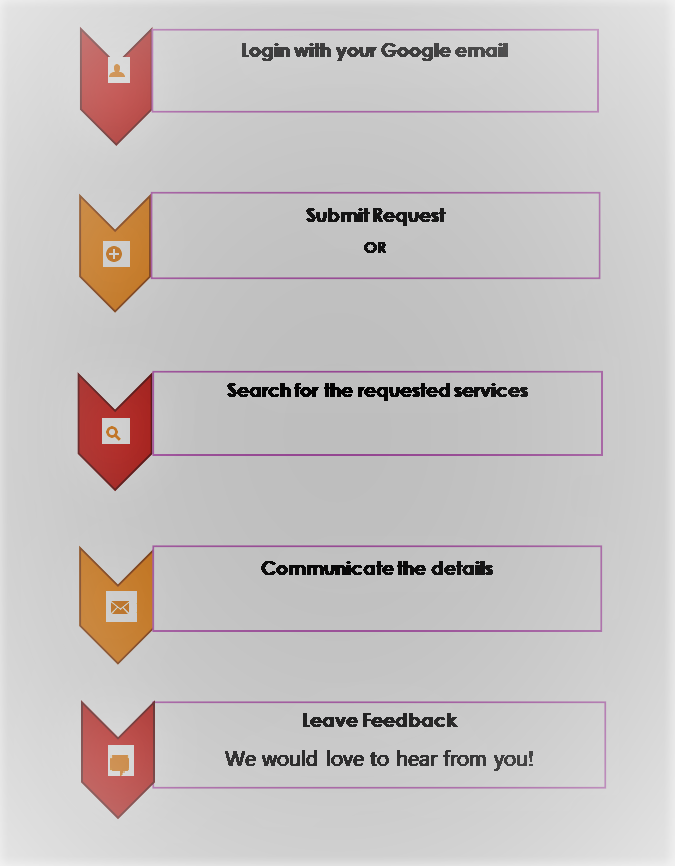 Login with your Google email
Submit Request
OR
Search for the requested services
Communicate the details
Leave Feedback
We would love to hear from you!